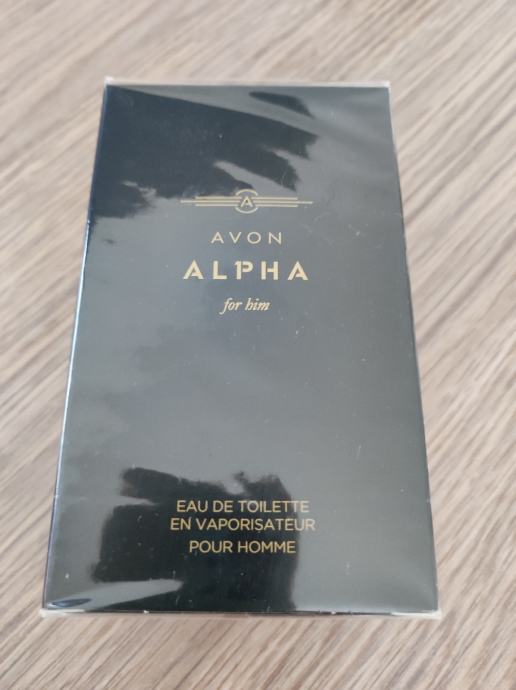 A
AVON
ALPHA
for him
EAU DE TOILETTE
EN VAPORISATEUR
POUR HOMME